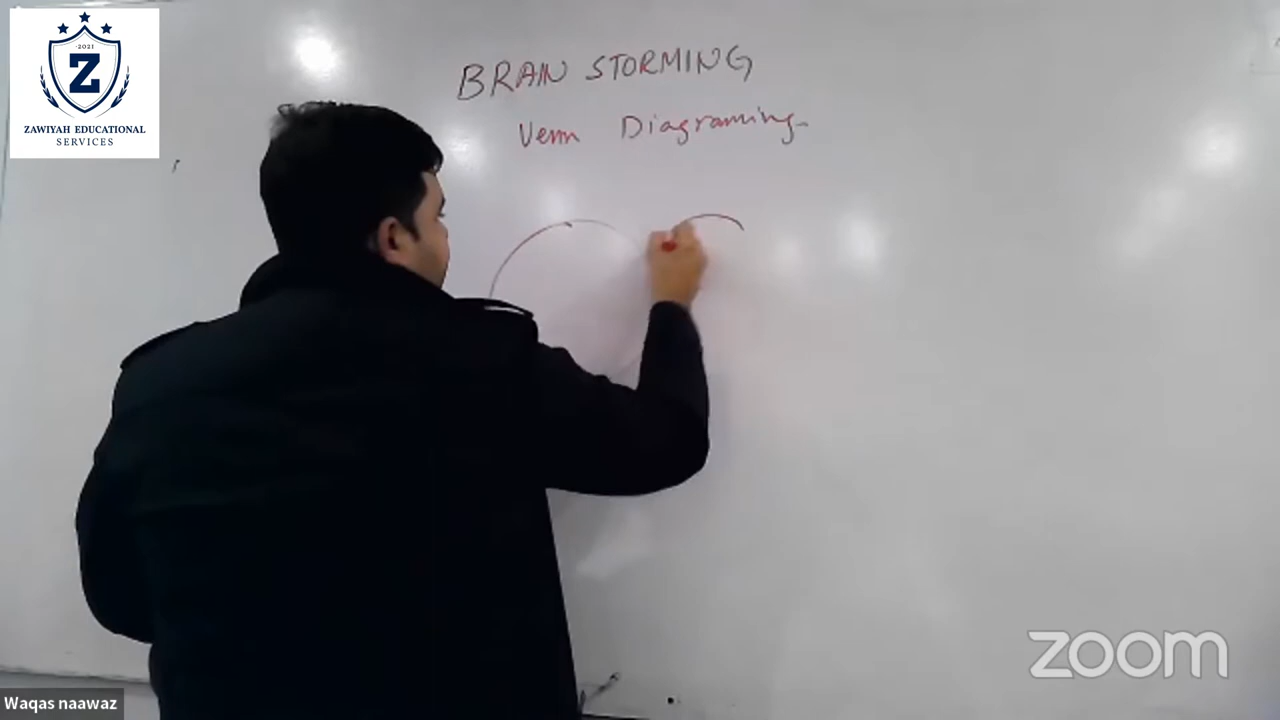 2021
Z
ZAWIYAH EDUCATIONAL
SERVICES
BRAIN STORMING
Venn Diagraming
zoom
Waqas naawaz